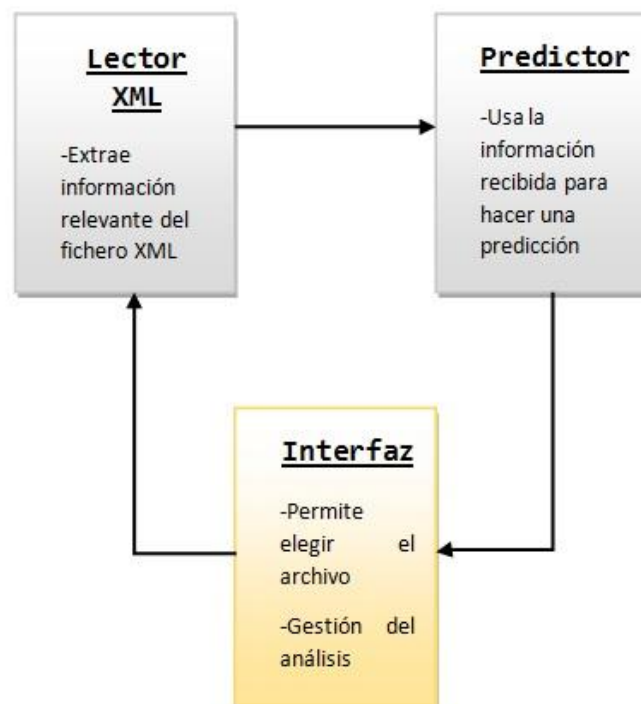 Lector
XML
-Extrae
información
relevante del
fichero XML
Predictor
-Usa la
información
recibida para
hacer una
predicción
Interfaz
-Permite
elegir el
archivo
-Gestión del
análisis